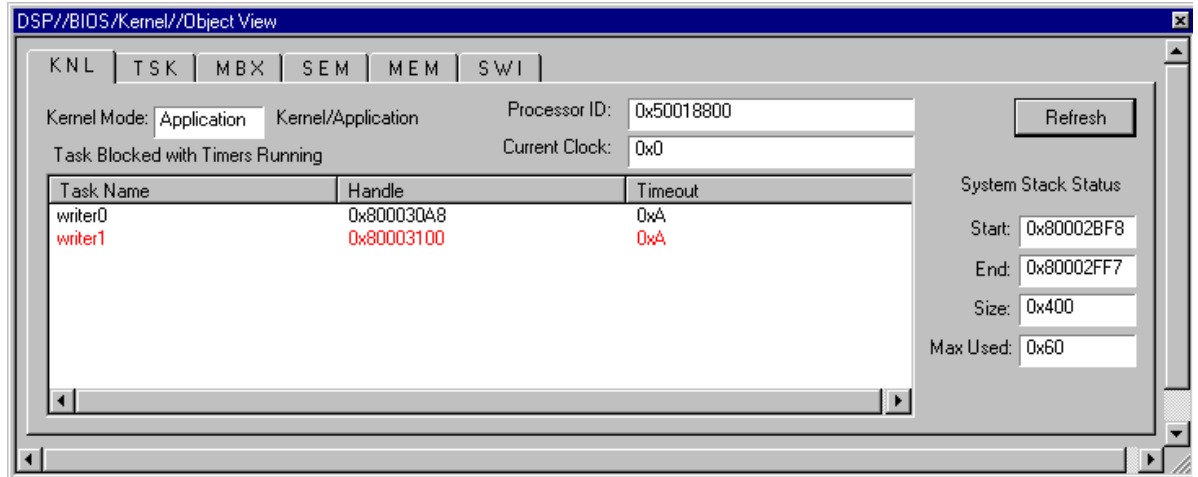 DSP//BIOS/Kernel//Object View
KNL TSK MBX SEM MEM SWI
Kernel Mode: Application Kernel/Application Processor ID: 0x50018800 Refresh
Task Blocked with Timers Running Current Clock: 0x0
Task Name Handle Timeout
writer0 0x800030A8 0xA
writer1 0x80003100 0xA
System Stack Status
Start: 0x80002BF8
End: 0x80002FF7
Size: 0x400
Max Used: 0x60